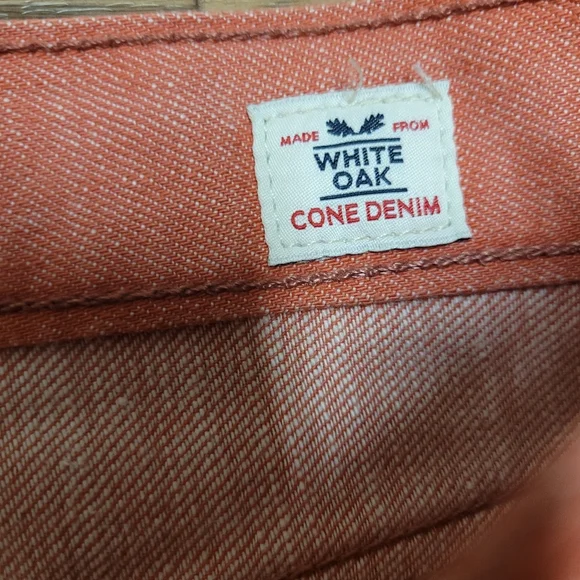 MADE FROM
WHITE
OAK
CONE DENIM